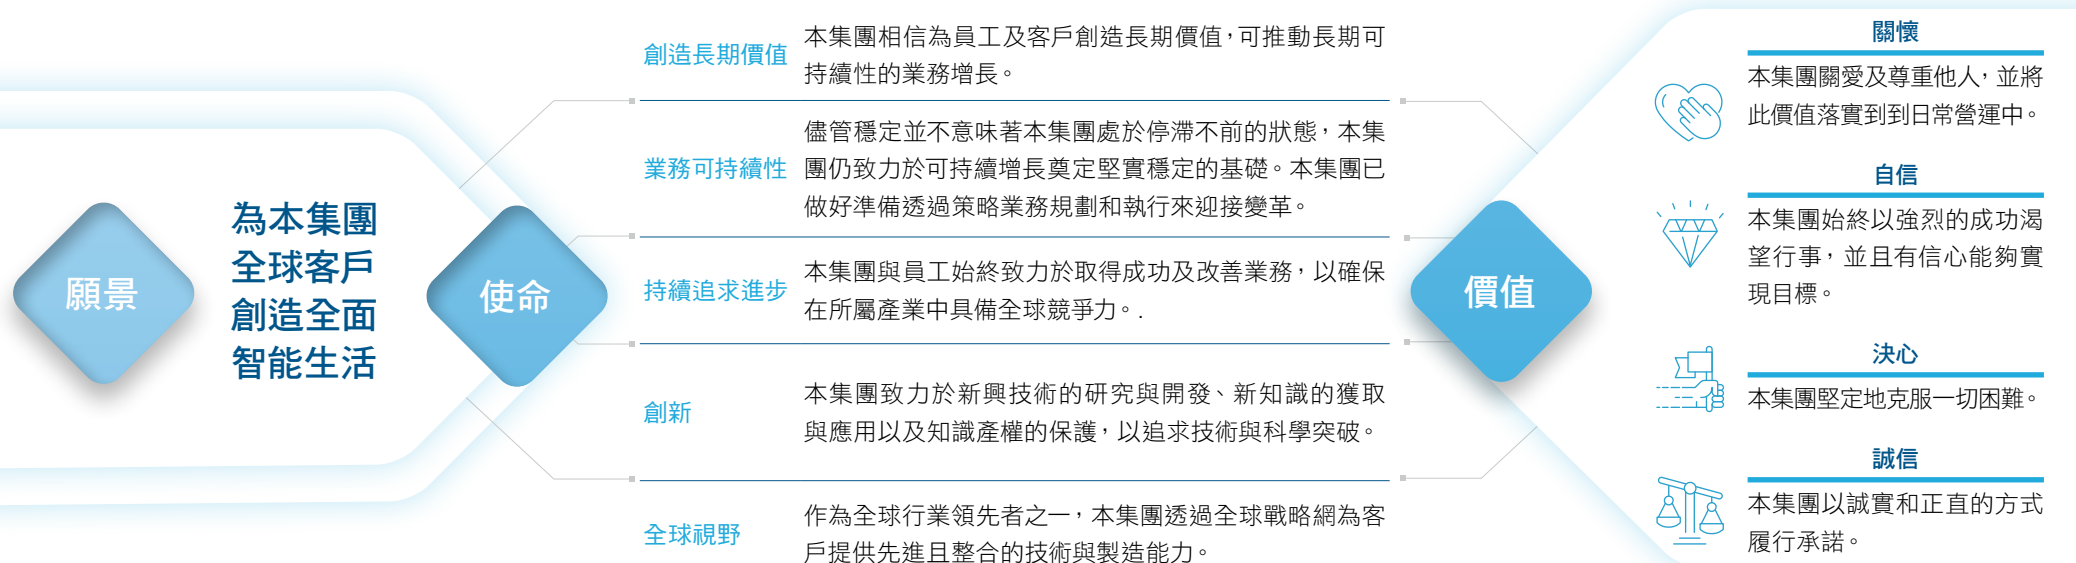 願景
為本集團
全球客戶
創造全面
智能生活
使命
創造長期價值
本集團相信為員工及客戶創造長期價值，可推動長期可
持續性的業務增長。
業務可持續性
儘管穩定並不意味著本集團處於停滯不前的狀態，本集
團仍致力於可持續增長奠定堅實穩定的基礎。本集團已
做好準備透過策略業務規劃和執行來迎接變革。
持續追求進步
本集團與員工始終致力於取得成功及改善業務，以確保
在所屬產業中具備全球競爭力。.
創新
本集團致力於新興技術的研究與開發、新知識的獲取
與應用以及知識產權的保護，以追求技術與科學突破。
全球視野
作為全球行業領先者之一，本集團透過全球戰略網為客
戶提供先進且整合的技術與製造能力。
價值
關懷
本集團關愛及尊重他人，並將
此價值落實到到日常營運中。
自信
本集團始終以強烈的成功渴
望行事，並且有信心能夠實
現目標。
決心
本集團堅定地克服一切困難。
誠信
本集團以誠實和正直的方式
履行承諾。